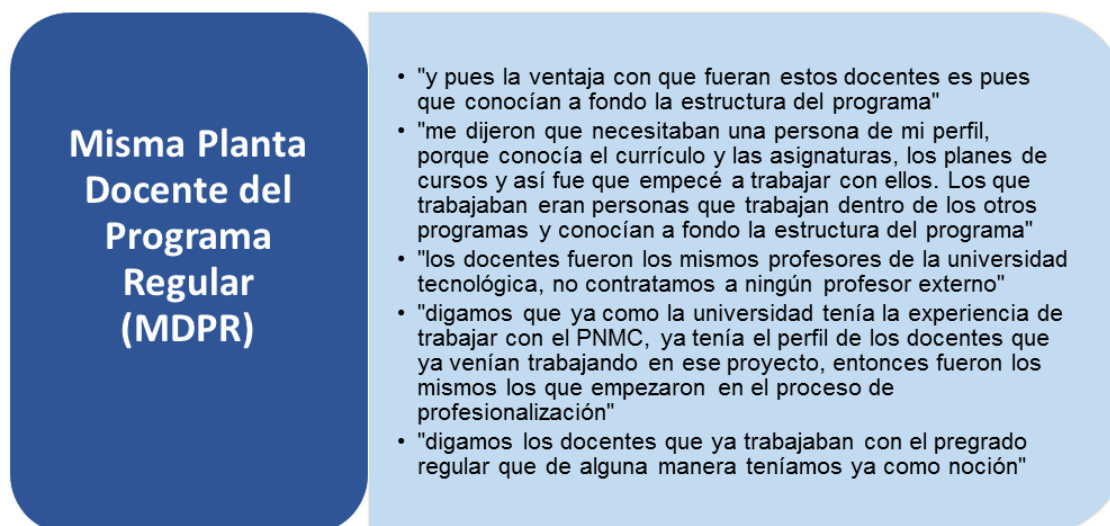 Misma Planta
Docente del
Programa
Regular
(MDPR)
• "y pues la ventaja con que fueran estos docentes es pues
que conocían a fondo la estructura del programa"
• "me dijeron que necesitaban una persona de mi perfil,
porque conocía el currículo y las asignaturas, los planes de
cursos y así fue que empecé a trabajar con ellos. Los que
trabajaban eran personas que trabajan dentro de los otros
programas y conocían a fondo la estructura del programa"
• "los docentes fueron los mismos profesores de la universidad
tecnológica, no contratamos a ningún profesor externo"
• "digamos que ya como la universidad tenía la experiencia de
trabajar con el PNMC, ya tenía el perfil de los docentes que
ya venían trabajando en ese proyecto, entonces fueron los
mismos los que empezaron en el proceso de
profesionalización"
• "digamos los docentes que ya trabajaban con el pregrado
regular que de alguna manera teníamos ya como noción"